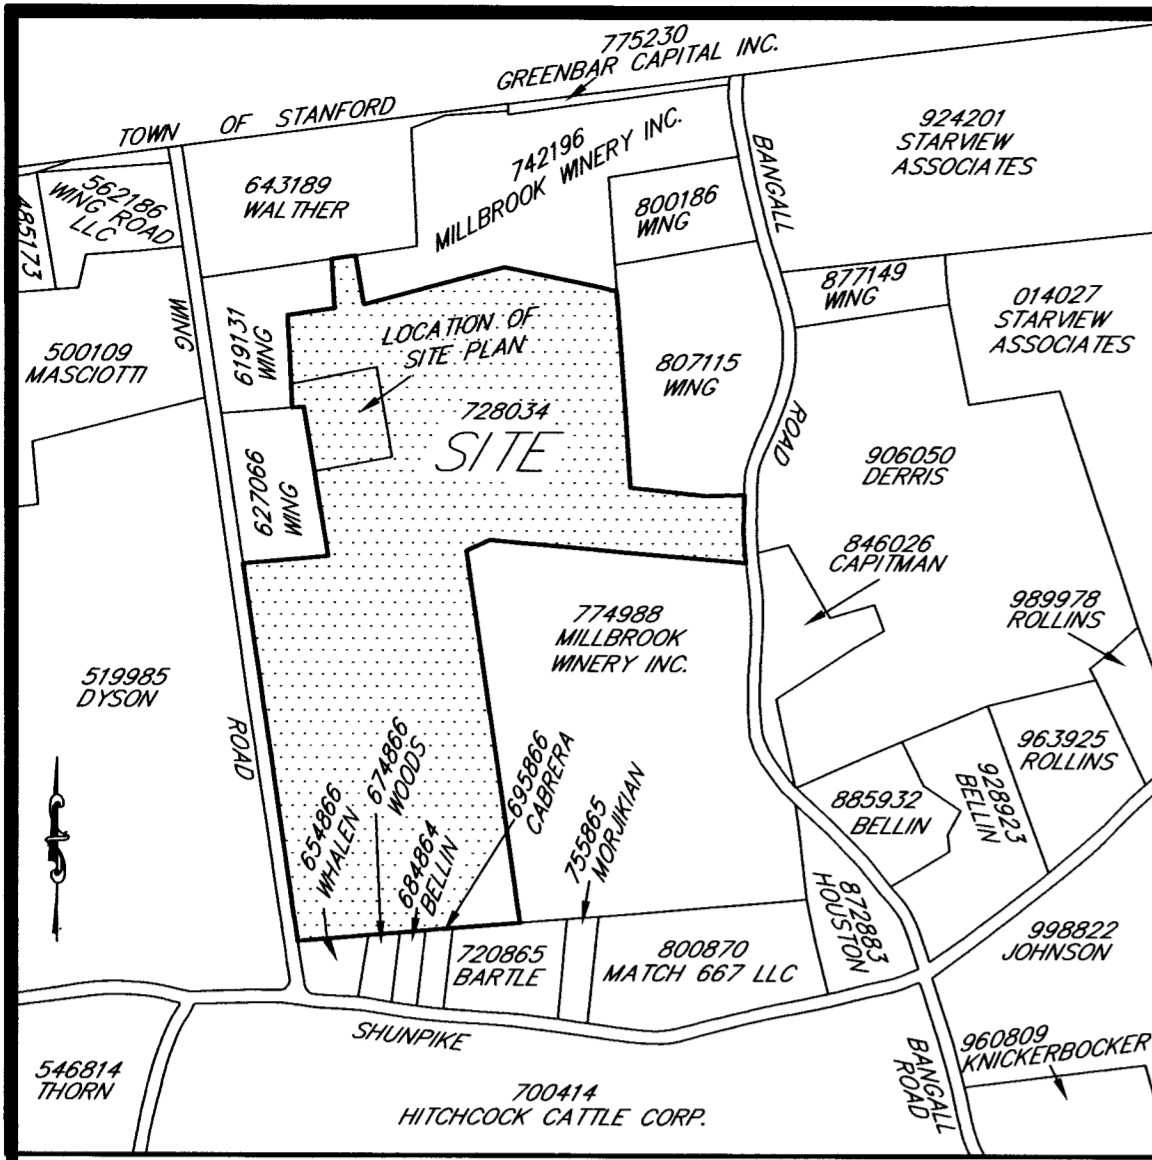 775230
GREENBAR CAPITAL INC.
TOWN OF STANFORD
924201
STARVIEW
ASSOCIATES
742196
MILLBROOK WINERY INC.
BANGALL
562186
WING ROAD
LLC
643189
WALTHER
800186
WING
485173
877149
WING
014027
STARVIEW
ASSOCIATES
WING
619131
WING
LOCATION OF
SITE PLAN
500109
MASCIOTTI
807115
WING
728034
SITE
ROAD
906050
DERRIS
627066
WING
846026
CAPITMAN
989978
ROLLINS
774988
MILLBROOK
WINERY INC.
519985
DYSON
ROAD
674866
WOODS
695866
CABRERA
963925
ROLLINS
654866
WHALEN
684864
BELLIN
755865
MORJIKIAN
885932
BELLIN
928923
BELLIN
872883
HOUSTON
998822
JOHNSON
720865
BARTLE
800870
MATCH 667 LLC
SHUNPIKE
BANGALL
ROAD
960809
KNICKERBOCKER
546814
THORN
700414
HITCHCOCK CATTLE CORP.